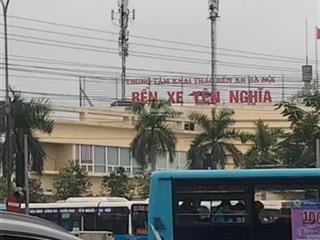 TRUNG TÂM KHAI THÁC BẾN XE HÀ NỘI
BẾN XE YÊN NGHĨA